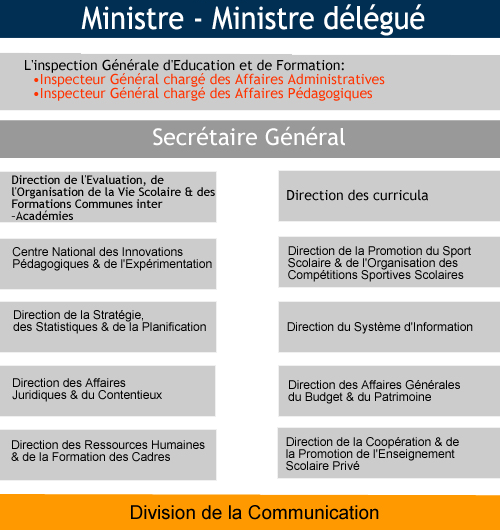 Ministre - Ministre délégué
L'inspection Générale d'Education et de Formation:
•Inspecteur Général chargé des Affaires Administratives
•Inspecteur Général chargé des Affaires Pédagogiques
Secrétaire Général
Direction de l'Evaluation, de
l'Organisation de la Vie Scolaire & des
Formations Communes inter
-Académies
Direction des curricula
Centre National des Innovations
Pédagogiques & de l'Expérimentation
Direction de la Promotion du Sport
Scolaire & de l'Organisation des
Compétitions Sportives Scolaires
Direction de la Stratégie,
des Statistiques & de la Planification
Direction du Système d'Information
Direction des Affaires
Juridiques & du Contentieux
Direction des Affaires Générales
du Budget & du Patrimoine
Direction des Ressources Humaines
& de la Formation des Cadres
Direction de la Coopération & de
la Promotion de l'Enseignement
Scolaire Privé
Division de la Communication